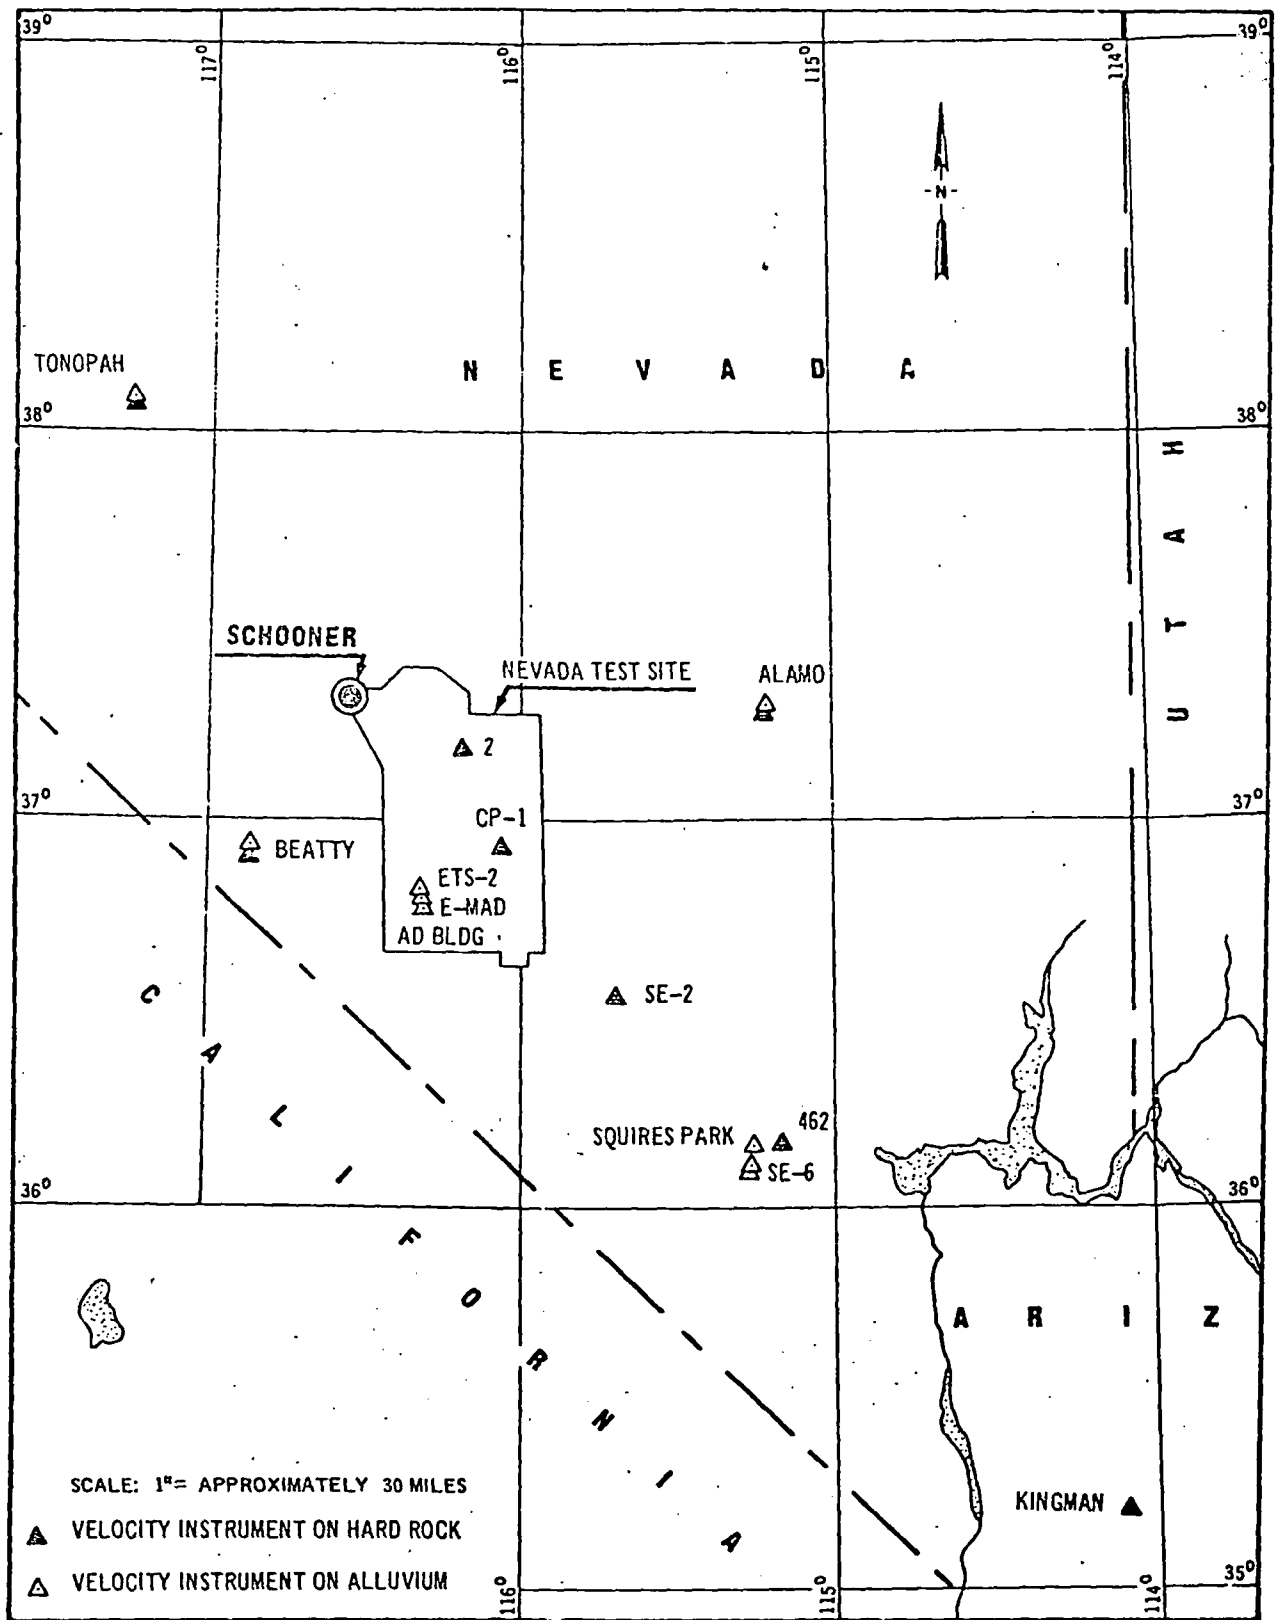 39°
117°
116°
115°
114°
39°
-N-
TONOPAH
N E V A D A
38°
38°
UTAH
SCHOONER
NEVADA TEST SITE
ALAMO
2
37°
37°
CP-1
BEATTY
ETS-2
E-MAD
AD BLDG
SE-2
CALIFORNIA
462
SQUIRES PARK
SE-6
36°
36°
A R I Z
SCALE: 1"= APPROXIMATELY 30 MILES
KINGMAN
VELOCITY INSTRUMENT ON HARD ROCK
VELOCITY INSTRUMENT ON ALLUVIUM
116°
115°
114°
35°